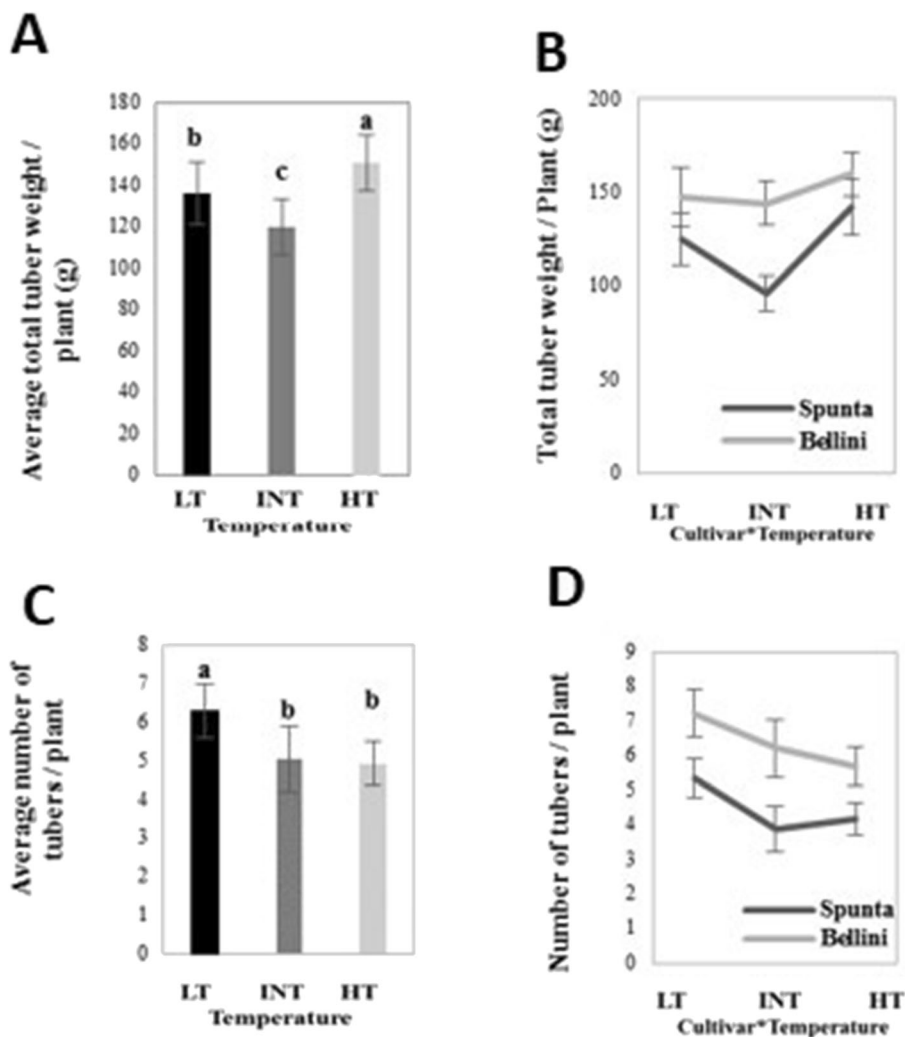 A
Average total tuber weight /
plant (g)
180
160
140
120
100
80
60
40
20
0
b
c
a
LT INT HT
Temperature
B
Total tuber weight / Plant (g)
200
150
100
50
0
Spunta
Bellini
LT INT HT
Cultivar*Temperature
C
Average number of
tubers / plant
8
7
6
5
4
3
2
1
0
a
b
b
LT INT HT
Temperature
D
Number of tubers / plant
9
8
7
6
5
4
3
2
1
0
Spunta
Bellini
LT INT HT
Cultivar*Temperature